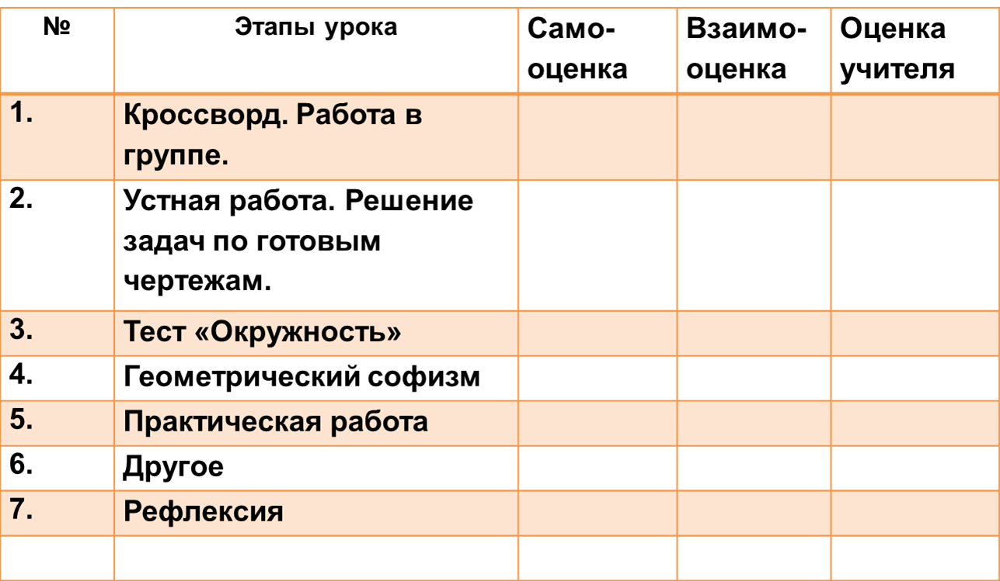 № Этапы урока Само- Взаимо- Оценка
оценка оценка учителя
1. Кроссворд. Работа в
группе.
2. Устная работа. Решение
задач по готовым
чертежам.
3. Тест «Окружность»
4. Геометрический софизм
5. Практическая работа
6. Другое
7. Рефлексия